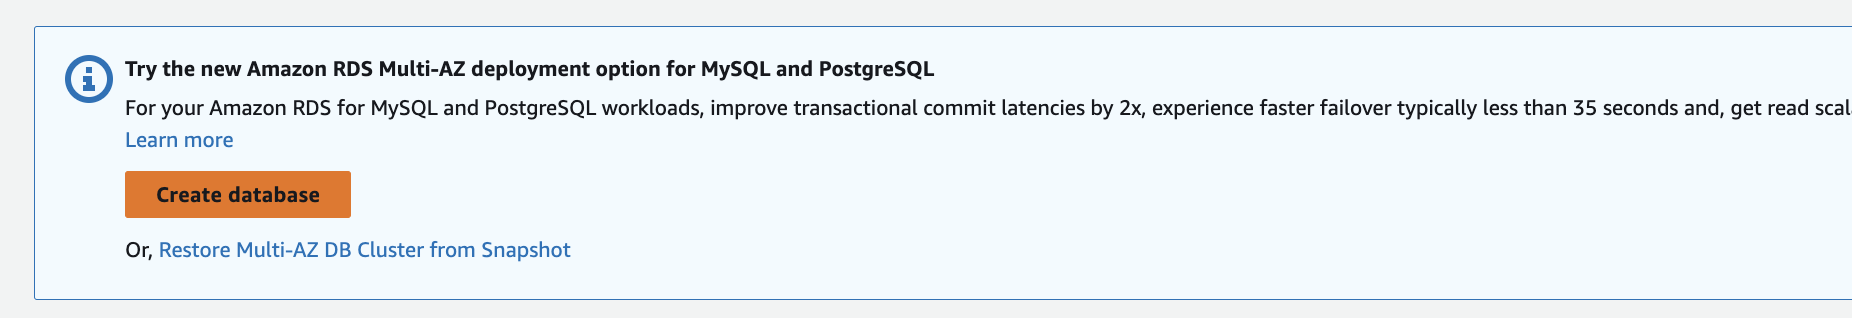 Try the new Amazon RDS Multi-AZ deployment option for MySQL and PostgreSQL
For your Amazon RDS for MySQL and PostgreSQL workloads, improve transactional commit latencies by 2x, experience faster failover typically less than 35 seconds and, get read
Learn more
Create database
Or, Restore Multi-AZ DB Cluster from Snapshot